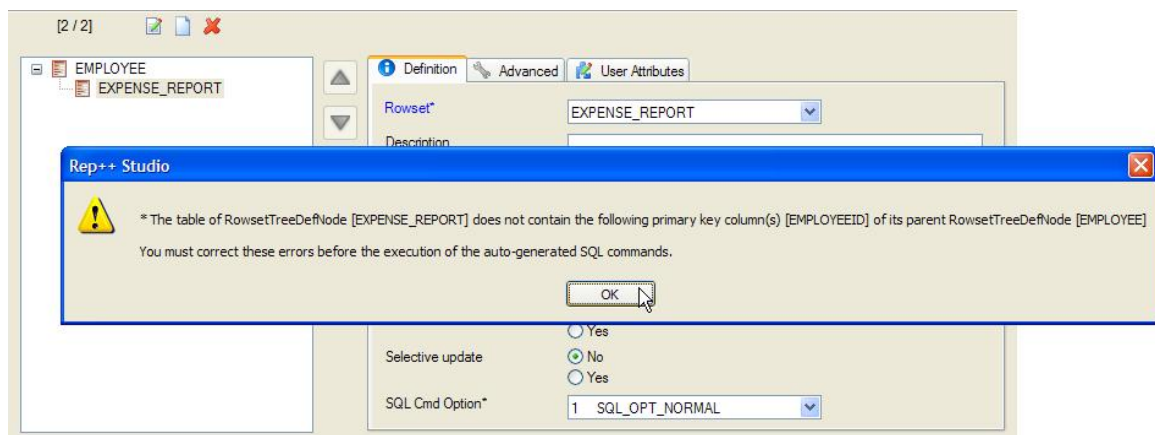 [2 / 2]
EMPLOYEE
EXPENSE_REPORT
Definition
Advanced
User Attributes
Rowset*
EXPENSE_REPORT
Description
Rep++ Studio
* The table of RowsetTreeDefNode [EXPENSE_REPORT] does not contain the following primary key column(s) [EMPLOYEEID] of its parent RowsetTreeDefNode [EMPLOYEE]
You must correct these errors before the execution of the auto-generated SQL commands.
OK
Yes
Selective update
No
Yes
SQL Cmd Option*
1 SQL_OPT_NORMAL